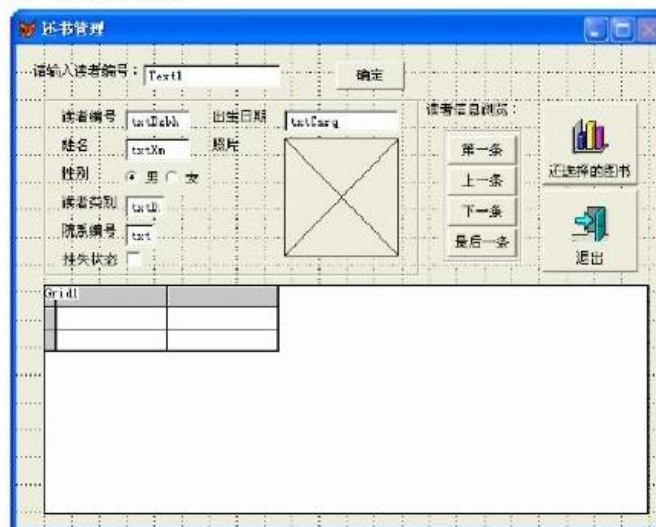 还书管理
请输入读者编号： Text1 确定
读者编号 txtDzbh 出生日期 txtCsrq 读者信息浏览：
姓名 txtXm 照片 第一条
性别 男 女 上一条 还选择的图书
读者类别 txtD 下一条
院系编号 txt 最后一条 退出
挂失状态
Grid1